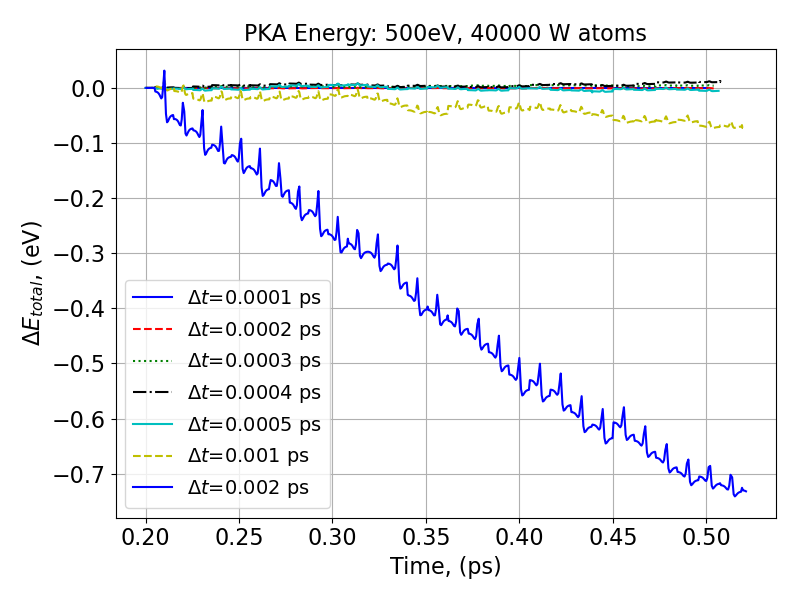 PKA Energy: 500eV, 40000 W atoms
0.0
−0.1
−0.2
−0.3
−0.4
−0.5
−0.6
−0.7
ΔE_total, (eV)
Δt=0.0001 ps
Δt=0.0002 ps
Δt=0.0003 ps
Δt=0.0004 ps
Δt=0.0005 ps
Δt=0.001 ps
Δt=0.002 ps
0.20 0.25 0.30 0.35 0.40 0.45 0.50
Time, (ps)